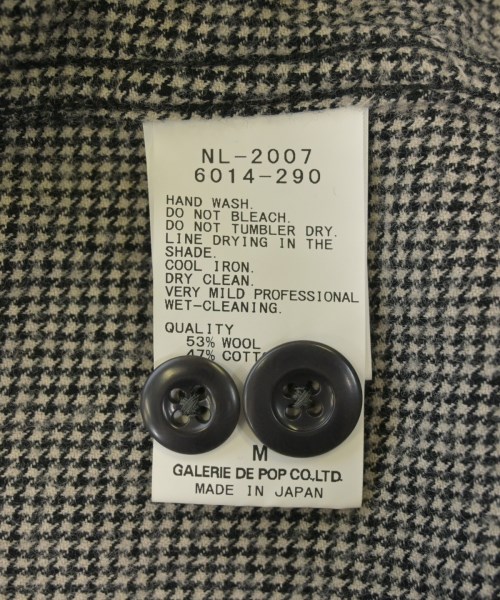 NL-2007
6014-290
HAND WASH.
DO NOT BLEACH.
DO NOT TUMBLER DRY.
LINE DRYING IN THE
SHADE.
COOL IRON.
DRY CLEAN.
VERY MILD PROFESSIONAL
WET-CLEANING.
QUALITY
53% WOOL
47%
M
GALERIE DE POP CO.LTD.
MADE IN JAPAN